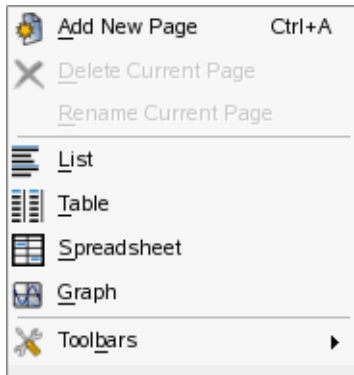 Add New Page Ctrl+A
Delete Current Page
Rename Current Page
List
Table
Spreadsheet
Graph
Toolbars